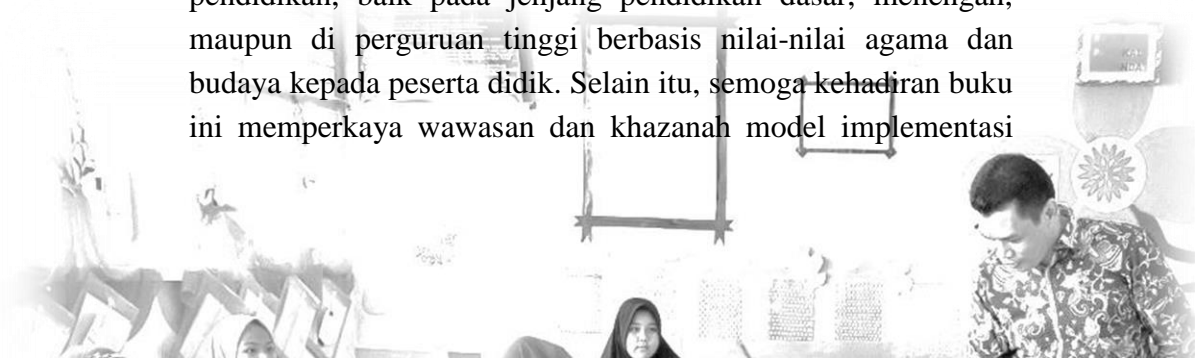 pendidikan, baik pada jenjang pendidikan dasar, menengah,
maupun di perguruan tinggi berbasis nilai-nilai agama dan
budaya kepada peserta didik. Selain itu, semoga kehadiran buku
ini memperkaya wawasan dan khazanah model implementasi